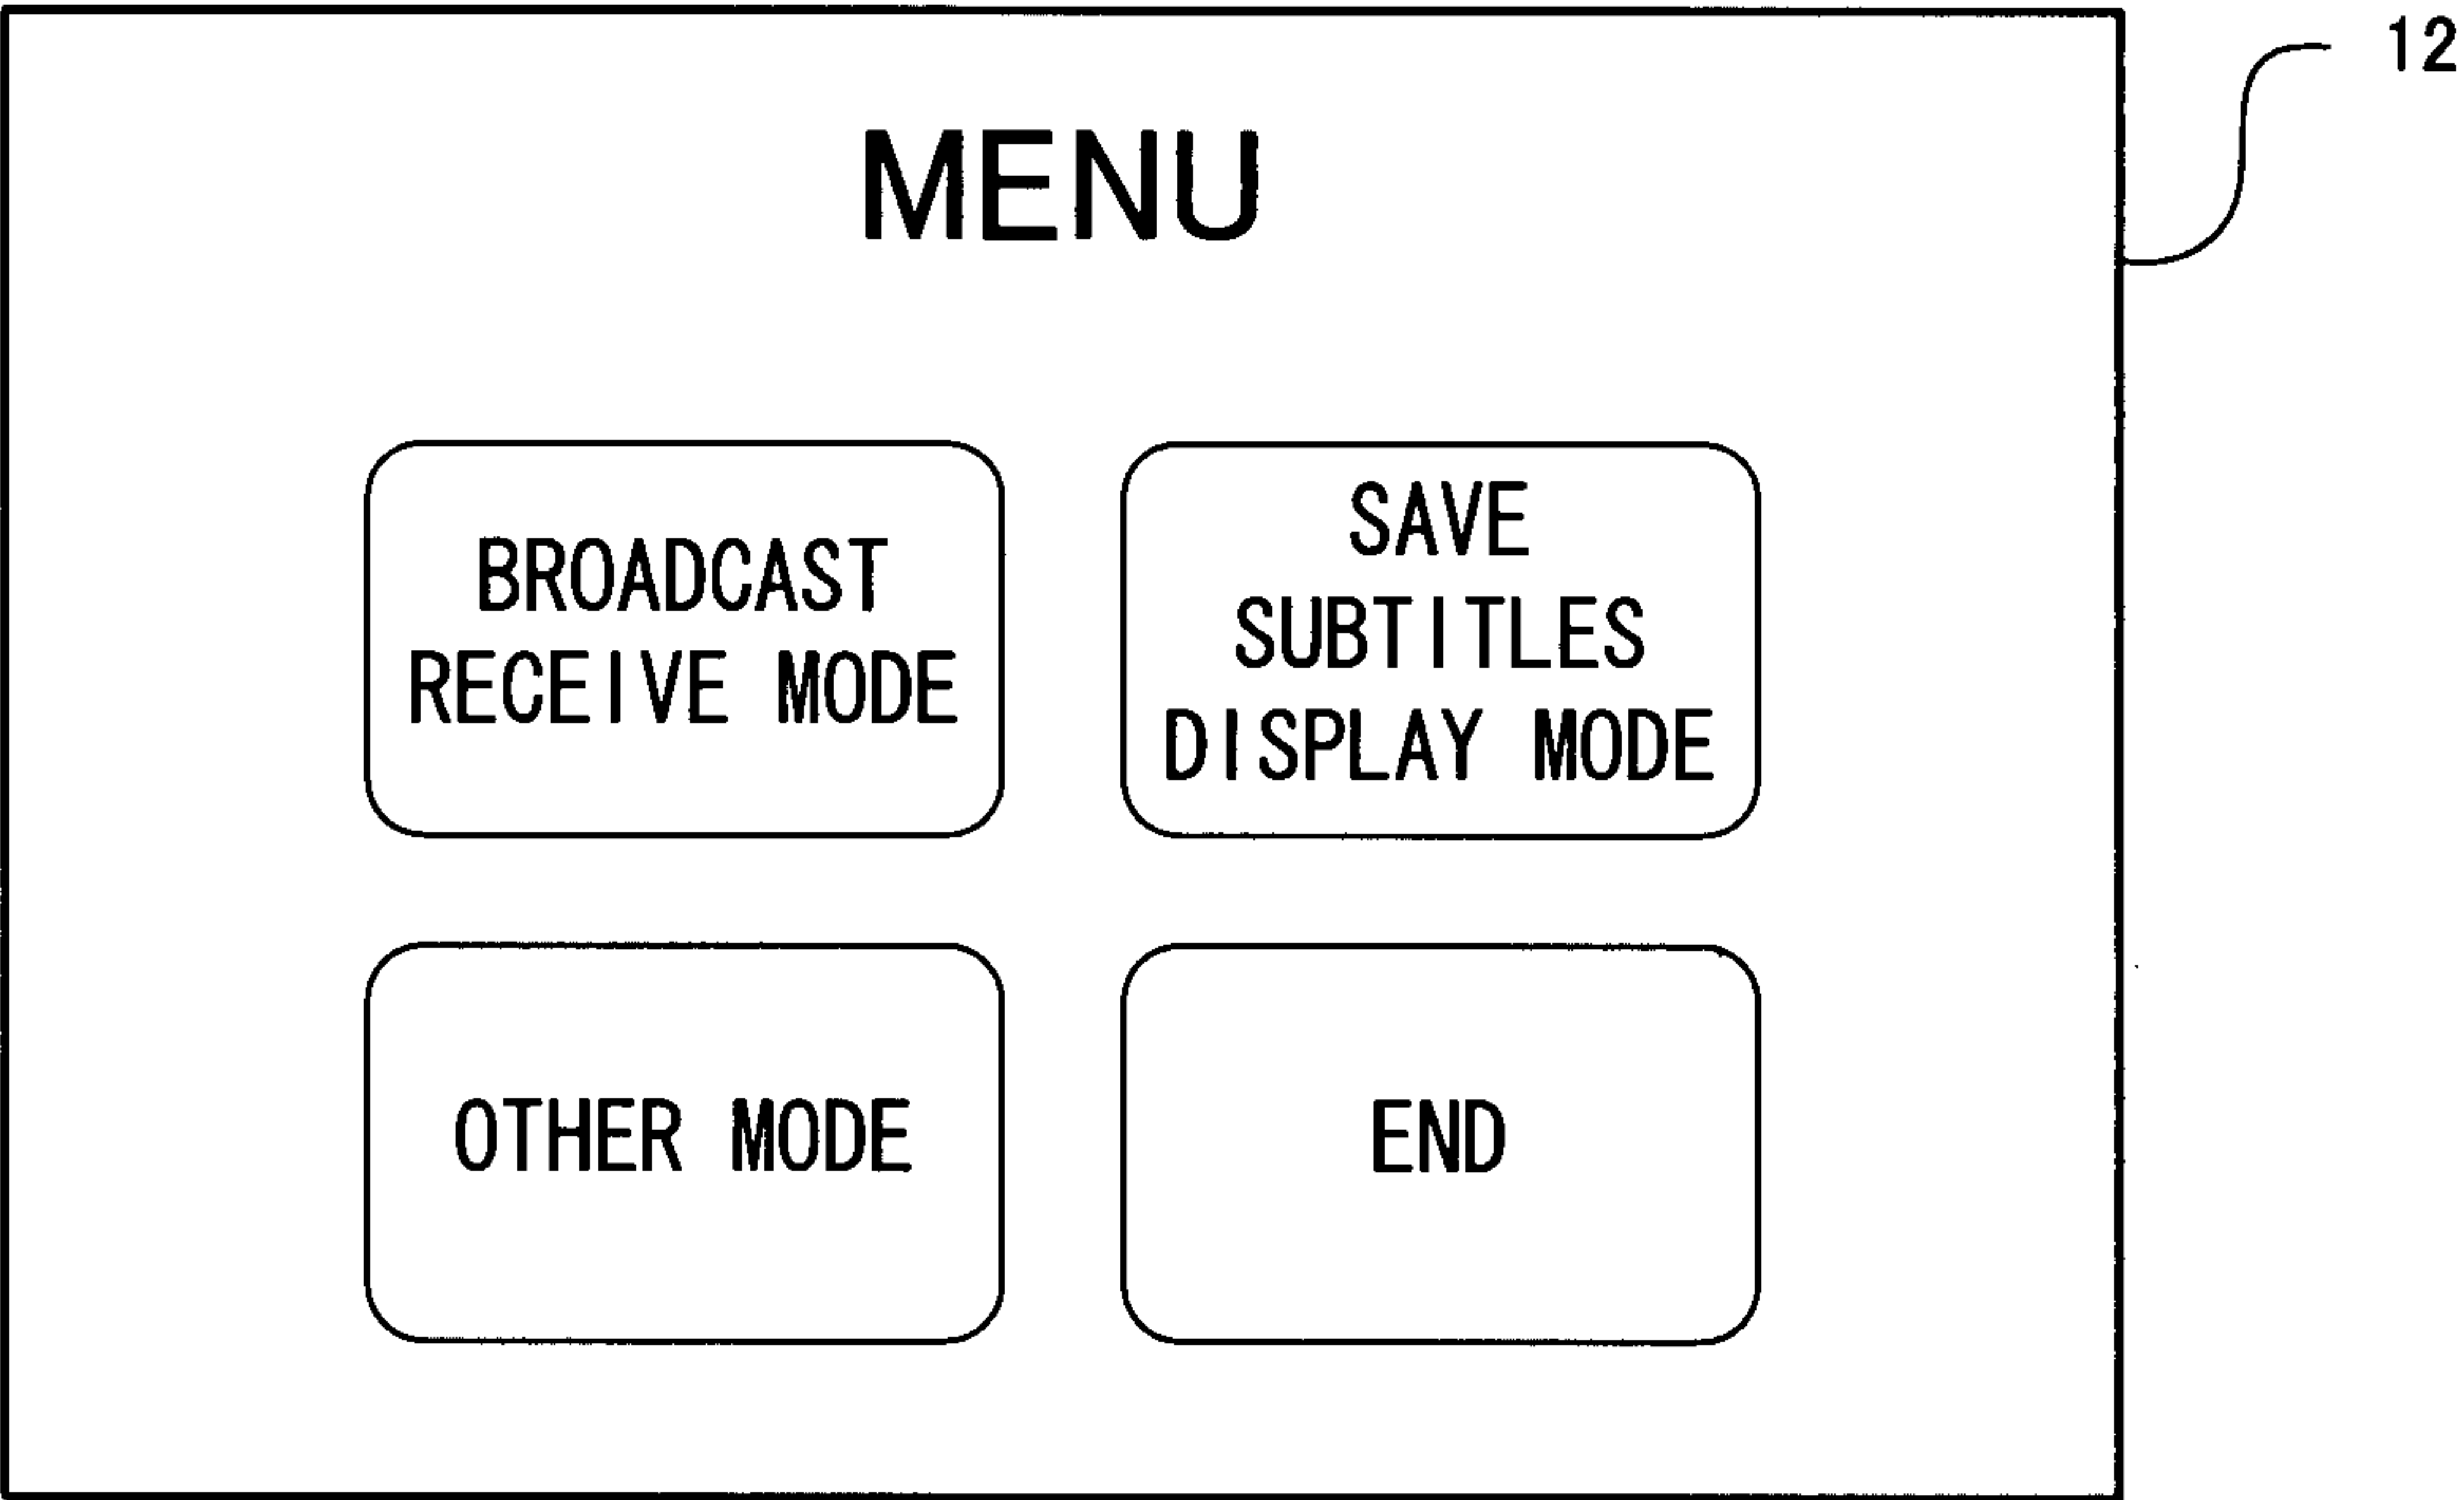 12
MENU
BROADCAST
RECEIVE MODE
SAVE
SUBTITLES
DISPLAY MODE
OTHER MODE
END